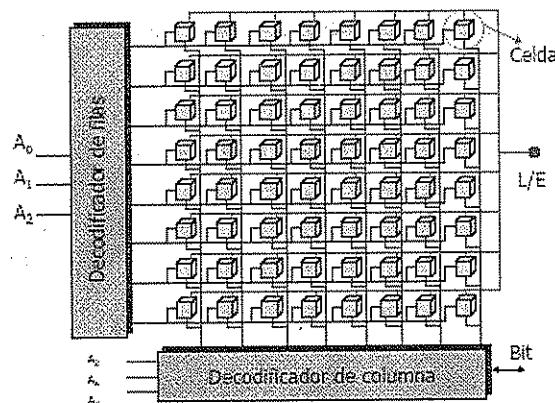 Celda
A₀
A₁
A₂
L/E
Decodificador de filas
Bit
Decodificador de columna